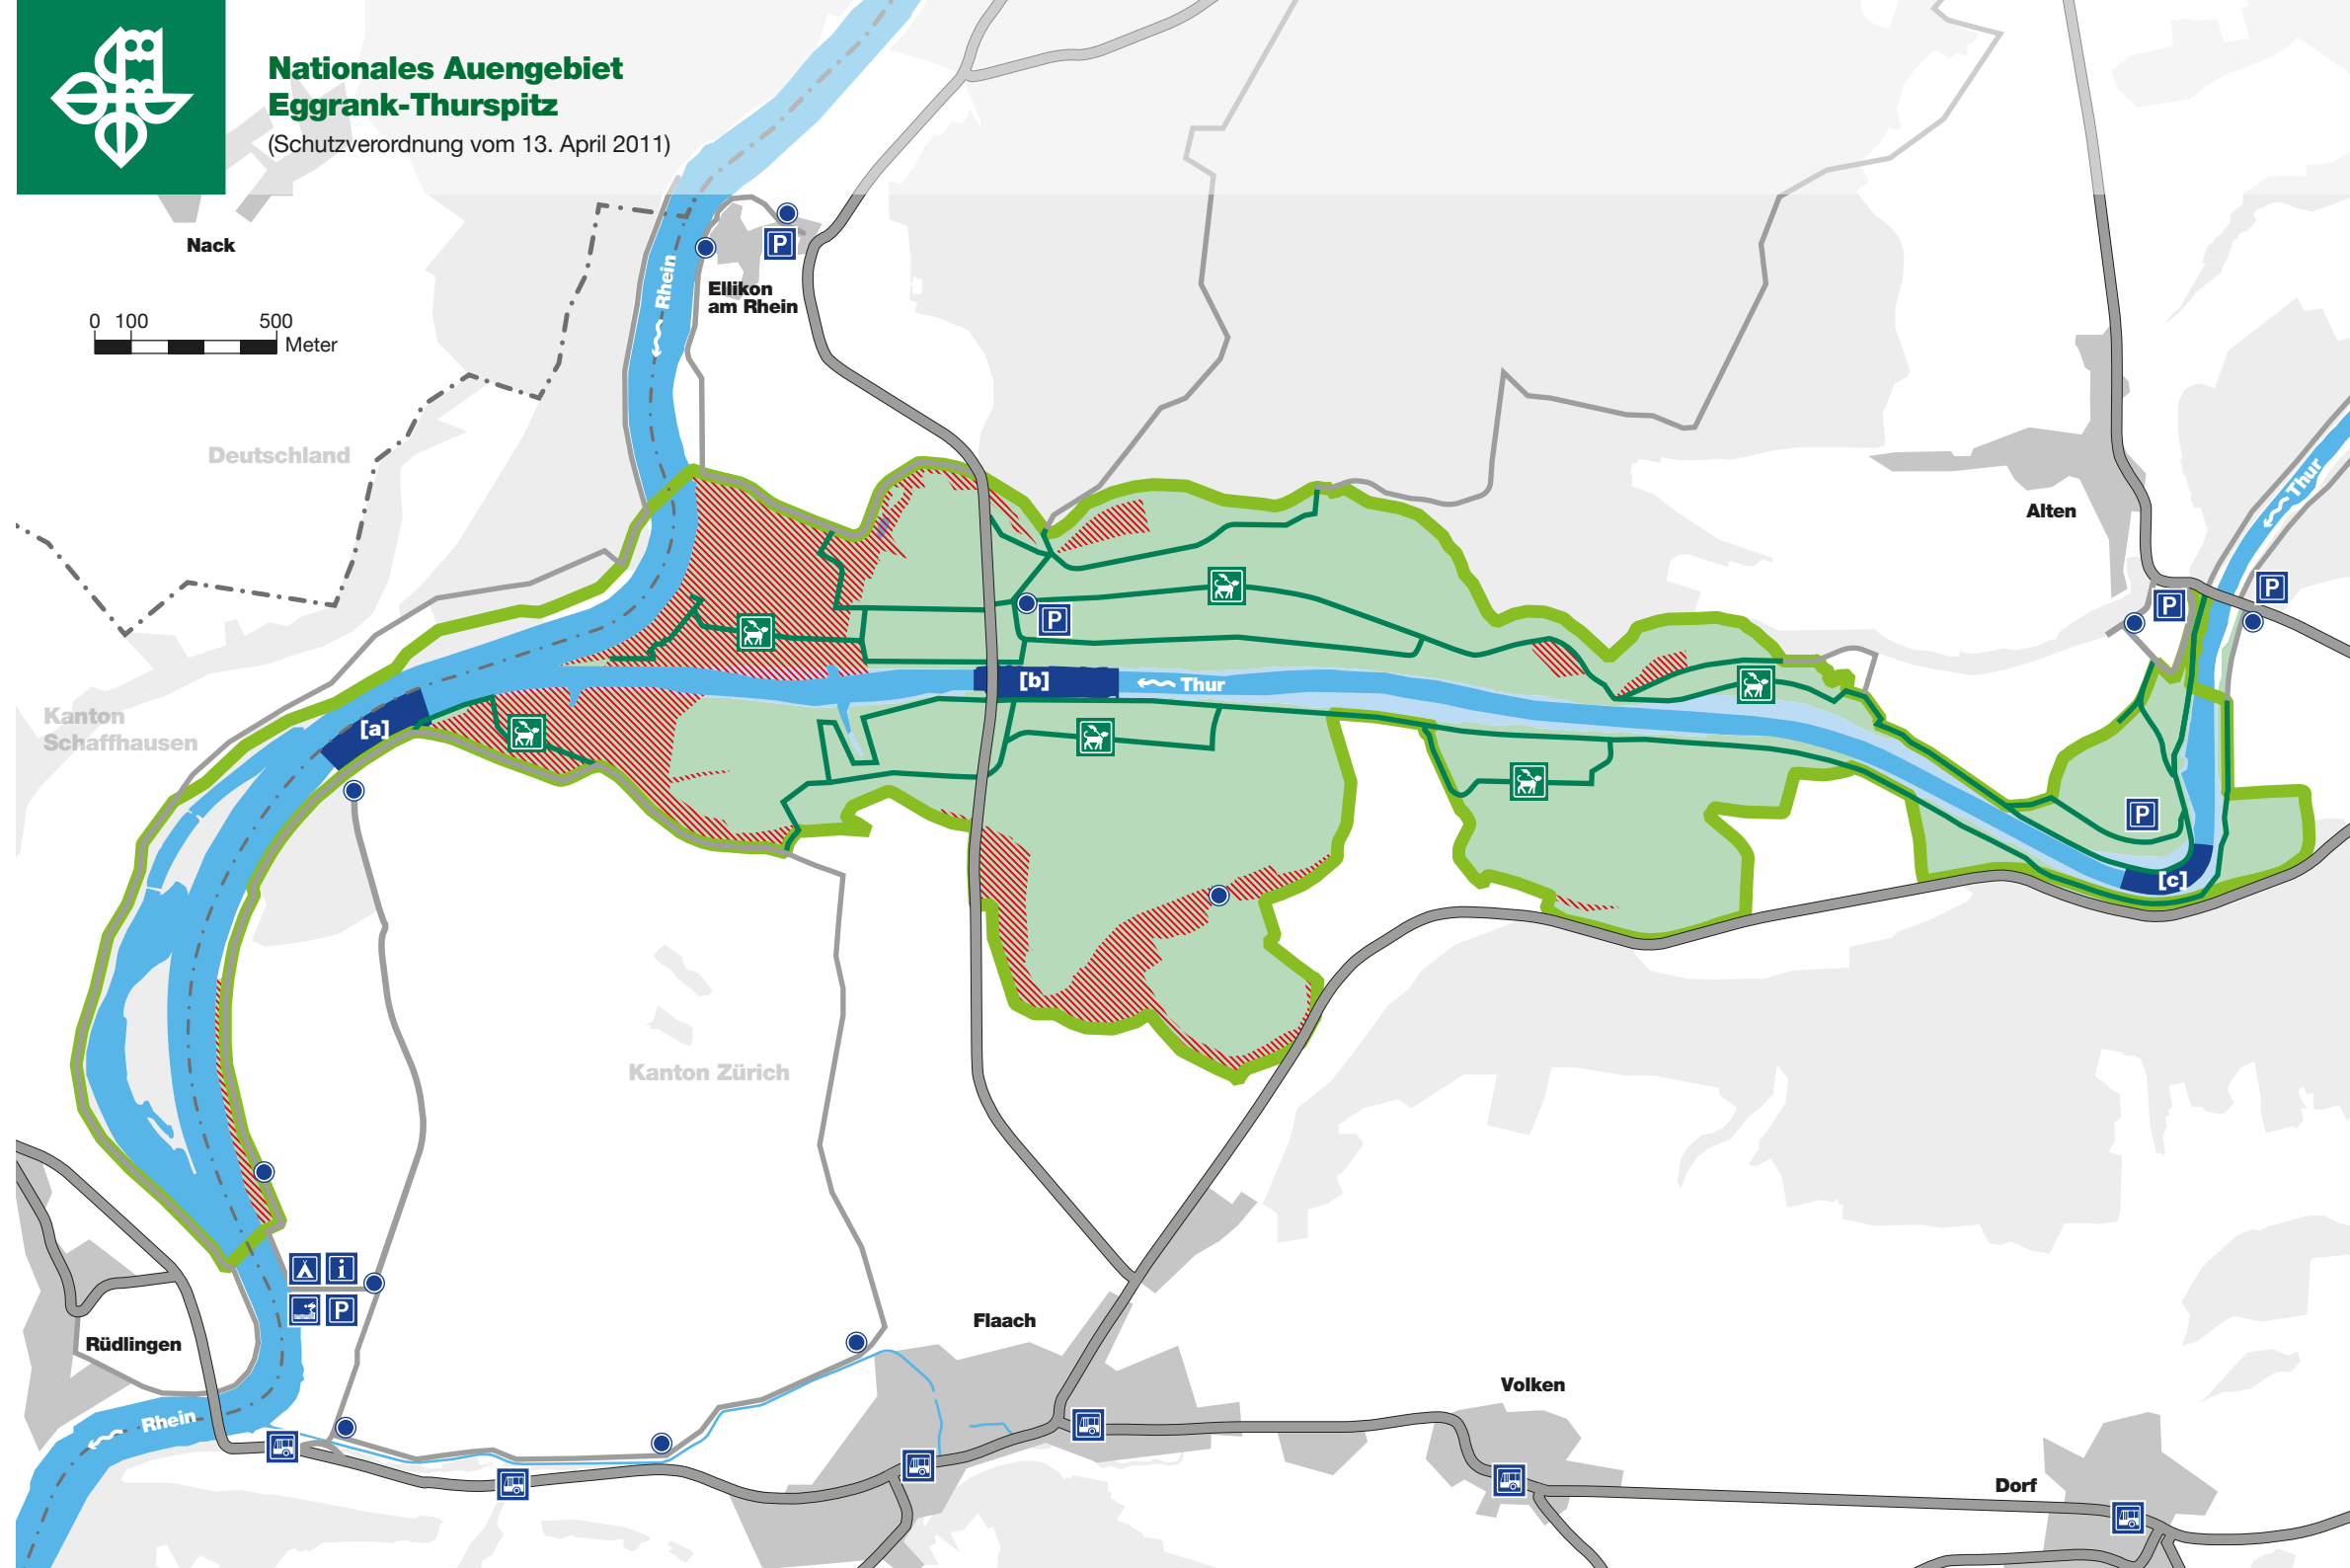 Nationales Auengebiet
Eggrank-Thurspitz
(Schutzverordnung vom 13. April 2011)
Nack
P
Rhein
Ellikon
am Rhein
0 100 500
Meter
Deutschland
Thur
Alten
P
P
P
Kanton
Schaffhausen
[a]
[b]
Thur
P
[c]
Kanton Zürich
i
P
Rüdlingen
Flaach
Volken
Rhein
Dorf